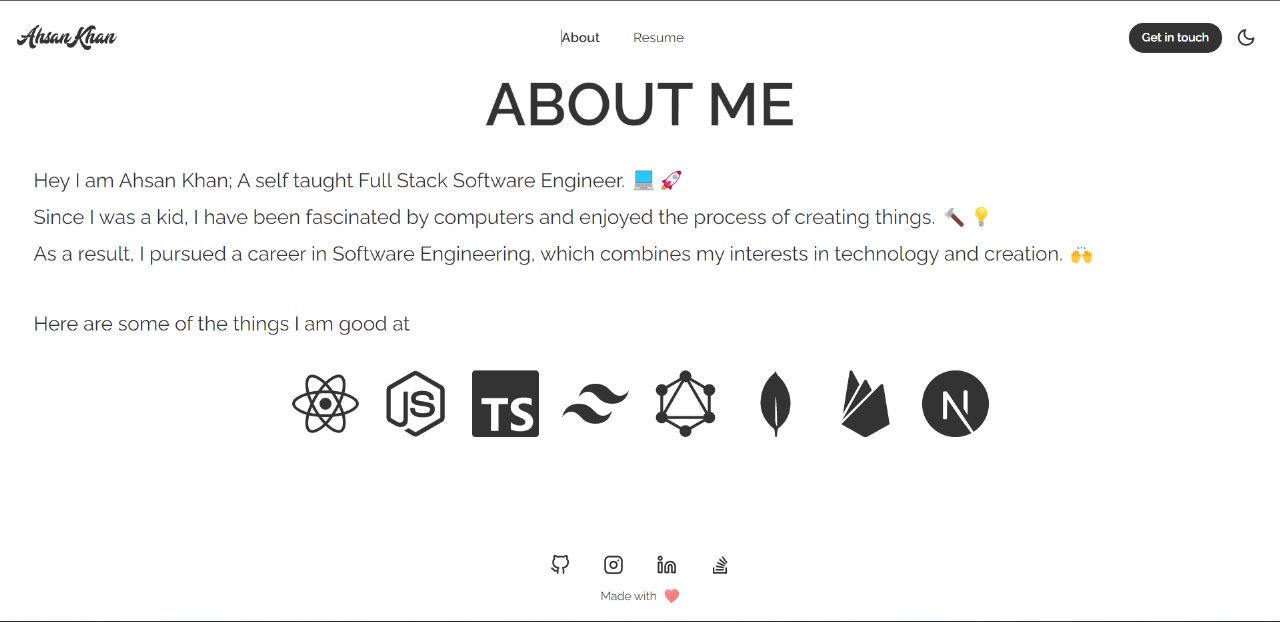 Ahsan Khan
About
Resume
Get in touch
ABOUT ME
Hey I am Ahsan Khan; A self taught Full Stack Software Engineer. 💻 🚀
Since I was a kid, I have been fascinated by computers and enjoyed the process of creating things. 🔨 💡
As a result, I pursued a career in Software Engineering, which combines my interests in technology and creation. 🙌
Here are some of the things I am good at
JS
TS
N
in
Made with ❤️